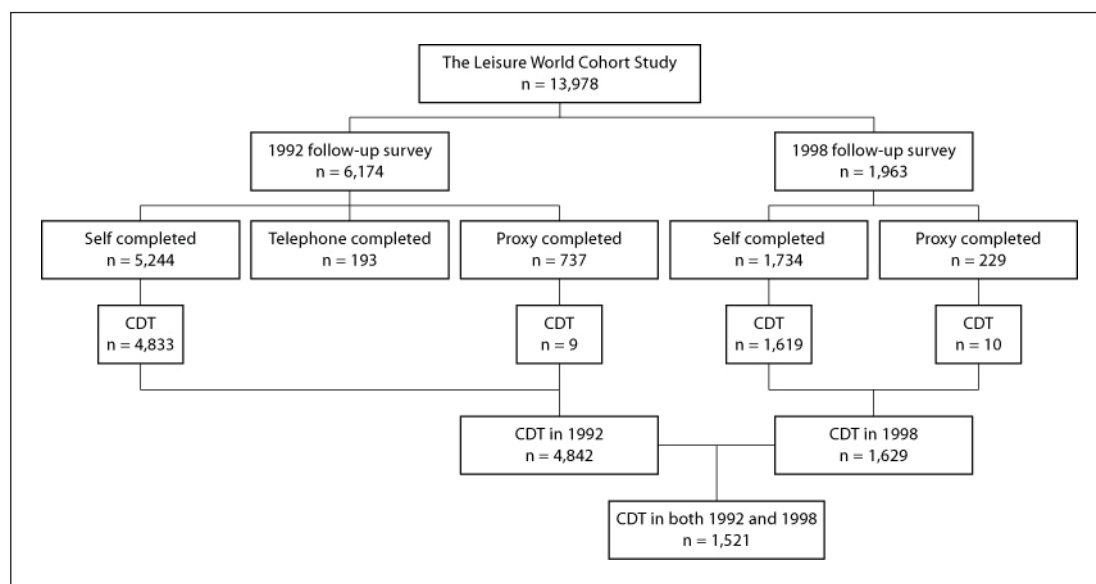 The Leisure World Cohort Study
n = 13,978
1992 follow-up survey
n = 6,174
1998 follow-up survey
n = 1,963
Self completed
n = 5,244
Telephone completed
n = 193
Proxy completed
n = 737
Self completed
n = 1,734
Proxy completed
n = 229
CDT
n = 4,833
CDT
n = 9
CDT
n = 1,619
CDT
n = 10
CDT in 1992
n = 4,842
CDT in 1998
n = 1,629
CDT in both 1992 and 1998
n = 1,521